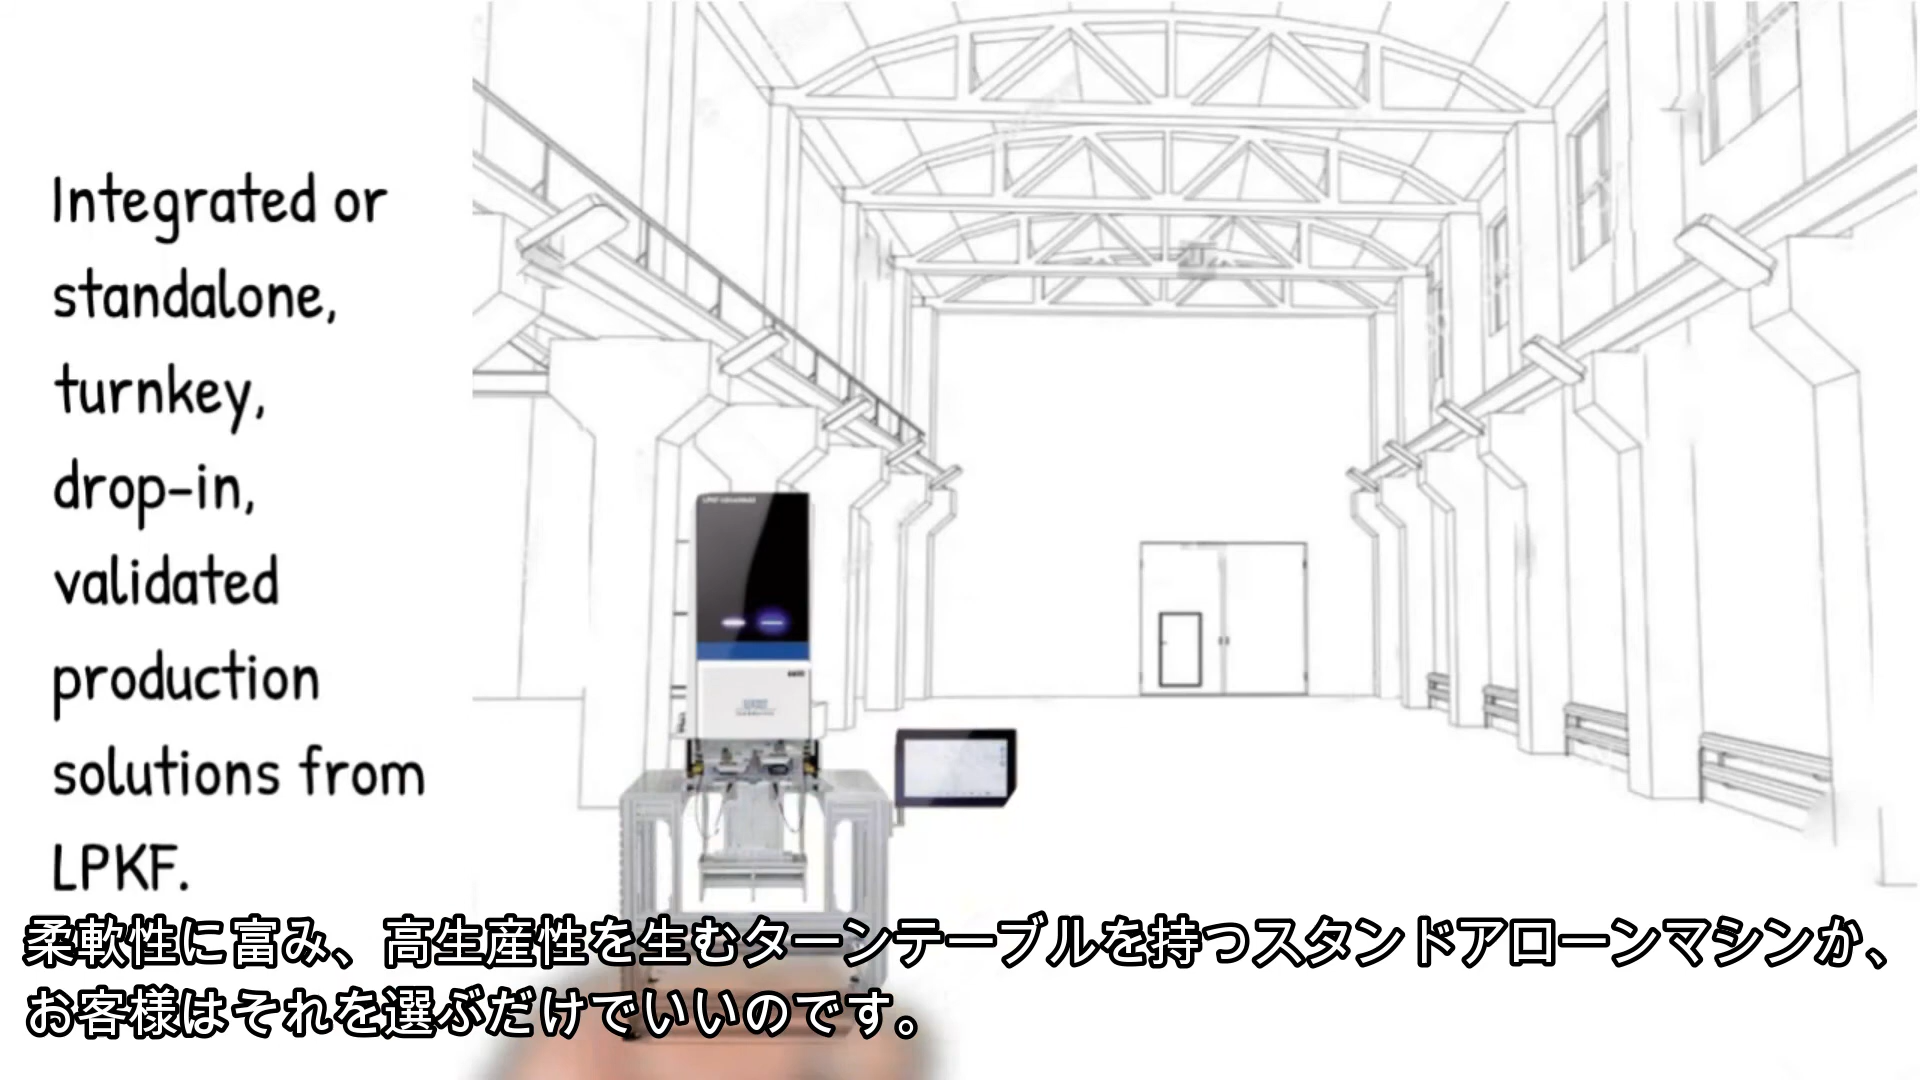 Integrated or
standalone,
turnkey,
drop-in,
validated
production
solutions from
LPKF.
柔軟性に富み、高生産性を生むターンテーブルを持つスタンドアローンマシンか、
お客様はそれを選ぶだけでいいのです。